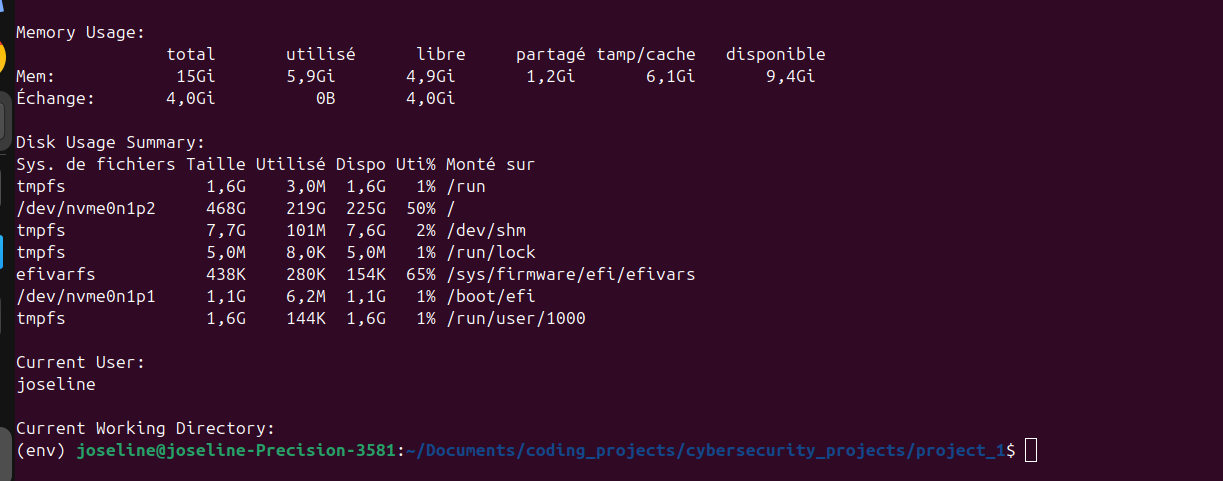 Memory Usage:
total utilisé libre partagé tamp/cache disponible
Mem: 15Gi 5,9Gi 4,9Gi 1,2Gi 6,1Gi 9,4Gi
Échange: 4,0Gi 0B 4,0Gi
Disk Usage Summary:
Sys. de fichiers Taille Utilisé Dispo Uti% Monté sur
tmpfs 1,6G 3,0M 1,6G 1% /run
/dev/nvme0n1p2 468G 219G 225G 50% /
tmpfs 7,7G 101M 7,6G 2% /dev/shm
tmpfs 5,0M 8,0K 5,0M 1% /run/lock
efivarfs 438K 280K 154K 65% /sys/firmware/efi/efivars
/dev/nvme0n1p1 1,1G 6,2M 1,1G 1% /boot/efi
tmpfs 1,6G 144K 1,6G 1% /run/user/1000
Current User:
joseline
Current Working Directory:
(env) joseline@joseline-Precision-3581:~/Documents/coding_projects/cybersecurity_projects/project_1$